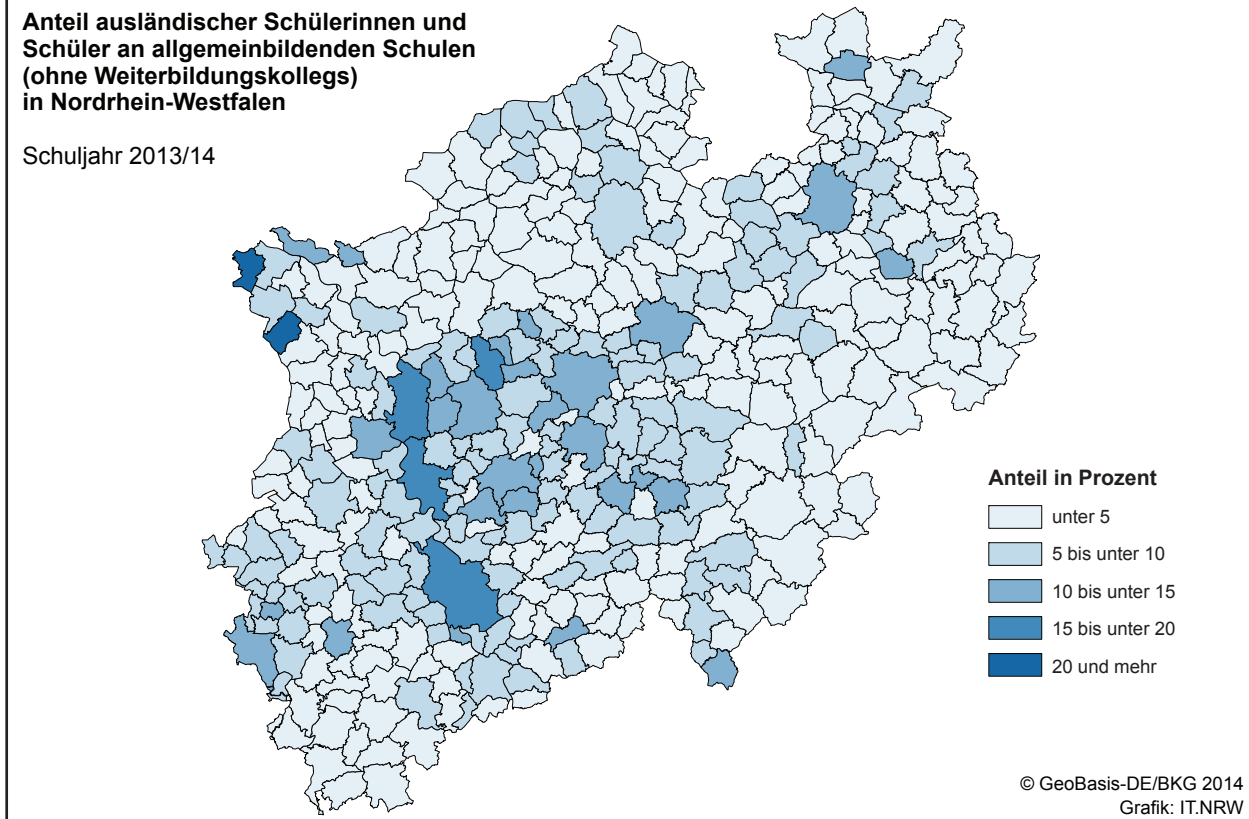 Anteil ausländischer Schülerinnen und
Schüler an allgemeinbildenden Schulen
(ohne Weiterbildungskollegs)
in Nordrhein-Westfalen
Schuljahr 2013/14
Anteil in Prozent
unter 5
5 bis unter 10
10 bis unter 15
15 bis unter 20
20 und mehr
© GeoBasis-DE/BKG 2014
Grafik: IT.NRW